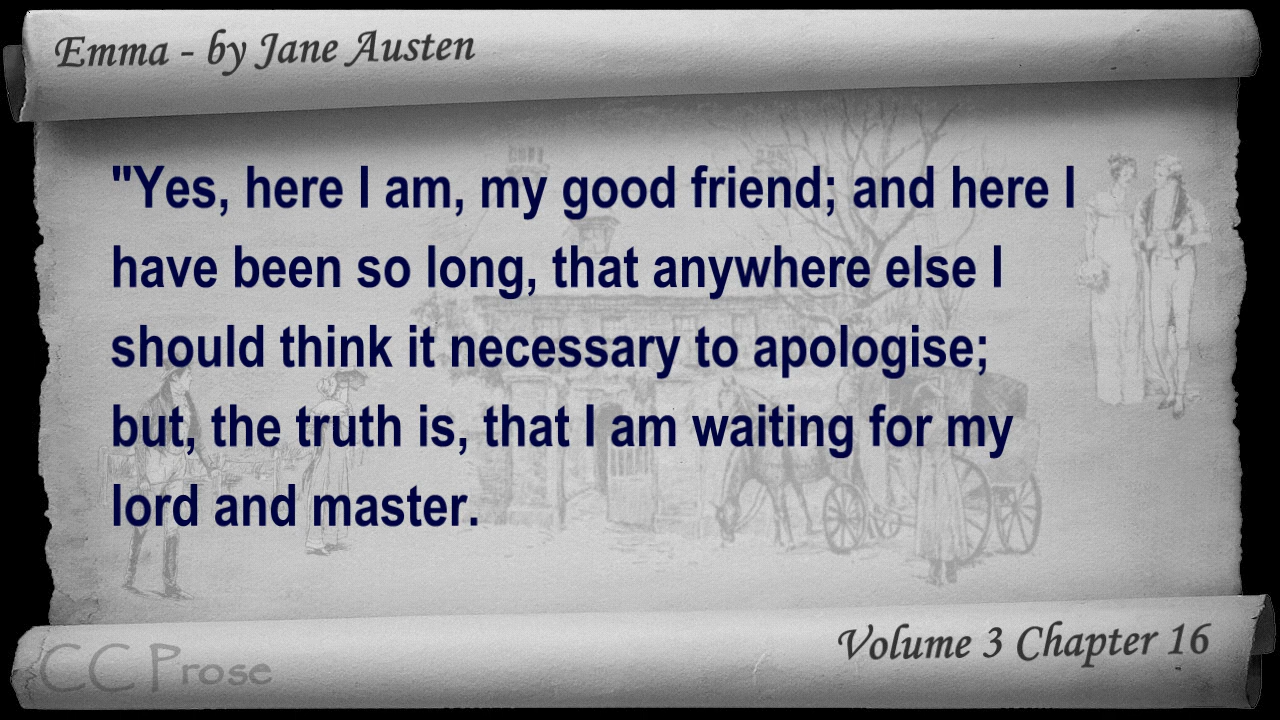 Emma - by Jane Austen
"Yes, here I am, my good friend; and here I
have been so long, that anywhere else I
should think it necessary to apologise;
but, the truth is, that I am waiting for my
lord and master.
Volume 3 Chapter 16
CC Prose